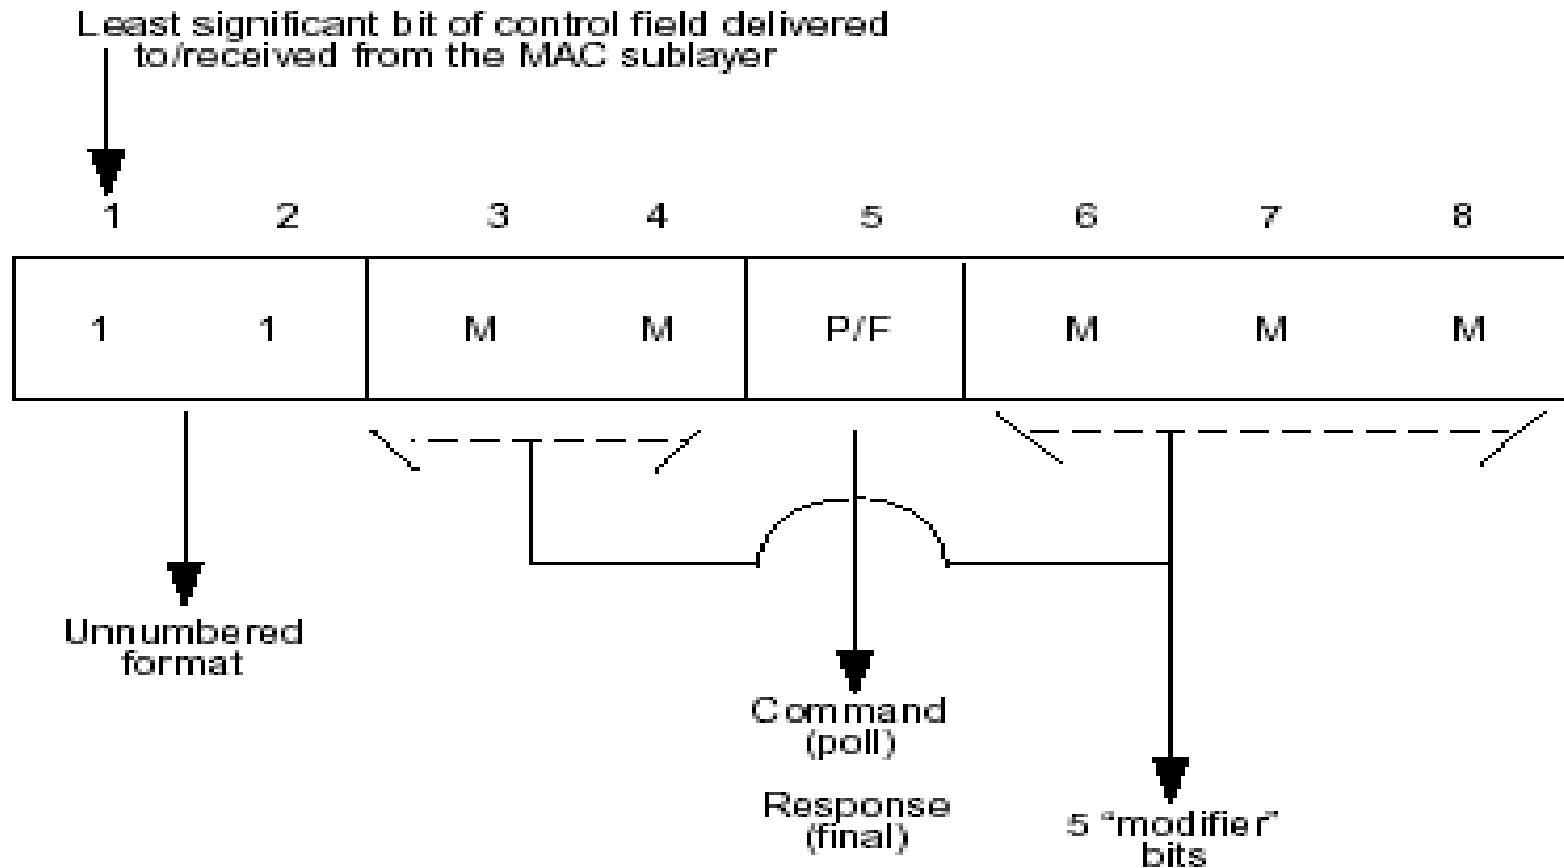 Least significant bit of control field delivered
to/received from the MAC sublayer
1 2 3 4 5 6 7 8
1 1 M M P/F M M M
Unnumbered
format
Command
(poll)
Response
(final)
5 "modifier"
bits